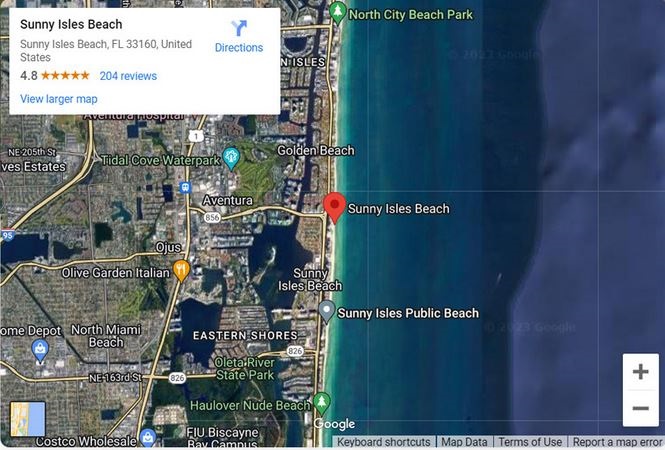 Sunny Isles Beach
Sunny Isles Beach, FL 33160, United
States
4.8
204 reviews
View larger map
Directions
North City Beach Park
© 2023 Google
N ISLES
Aventura Hospital
1
NE 205th St
ves Estates
Tidal Cove Waterpark
Golden Beach
Aventura
856
Sunny Isles Beach
95
Ojus
Olive Garden Italian
Sunny
Isles Beach
Sunny Isles Public Beach
© 2023 Google
ome Depot
North Miami
Beach
EASTERN SHORES
826
Oleta River
State Park
NE 163rd St
826
Haulover Nude Beach
Google
Costco Wholesale
FIU Biscayne
Bay Campus
+
−
Keyboard shortcuts
Map Data
Terms of Use
Report a map error